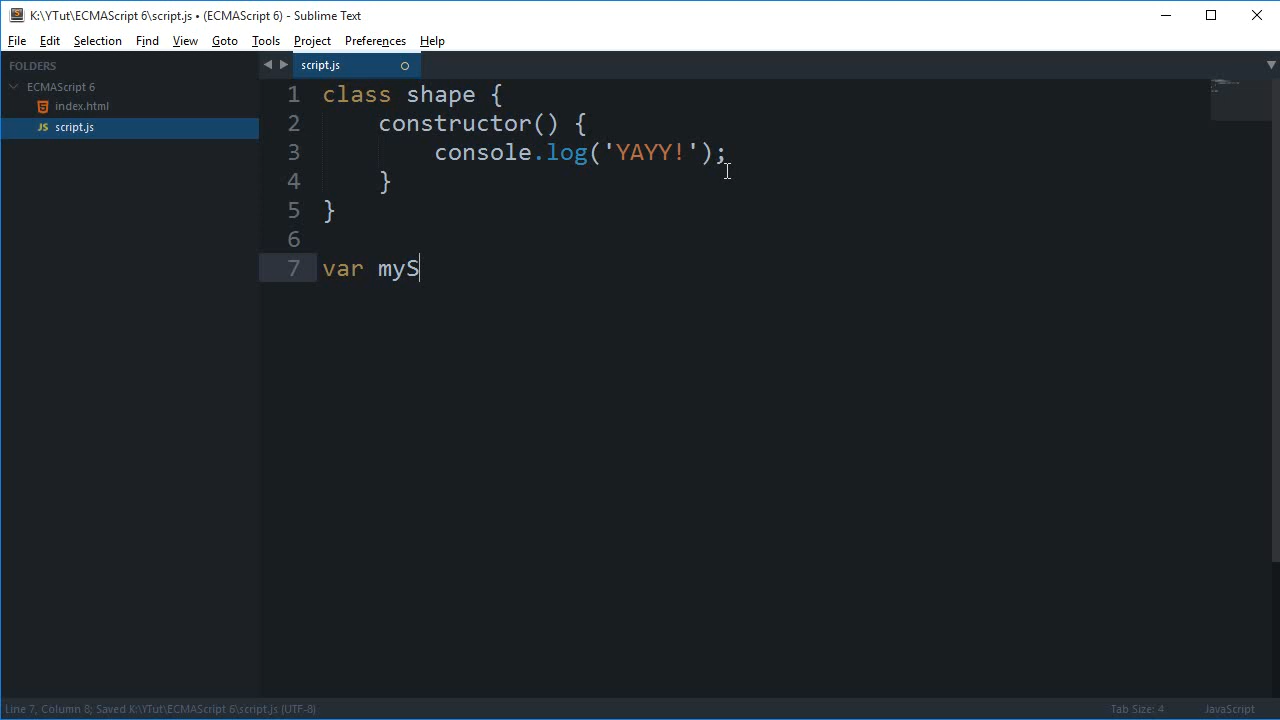 K:\YTut\ECMAScript 6\script.js • (ECMAScript 6) - Sublime Text
File Edit Selection Find View Goto Tools Project Preferences Help
FOLDERS
ECMAScript 6
index.html
JS script.js
script.js
1 class shape {
2 constructor() {
3 console.log('YAYY!');
4 }
5 }
6
7 var myS
Line 7, Column 8; Saved K:\YTut\ECMAScript 6\script.js (UTF-8)
Tab Size: 4
JavaScript